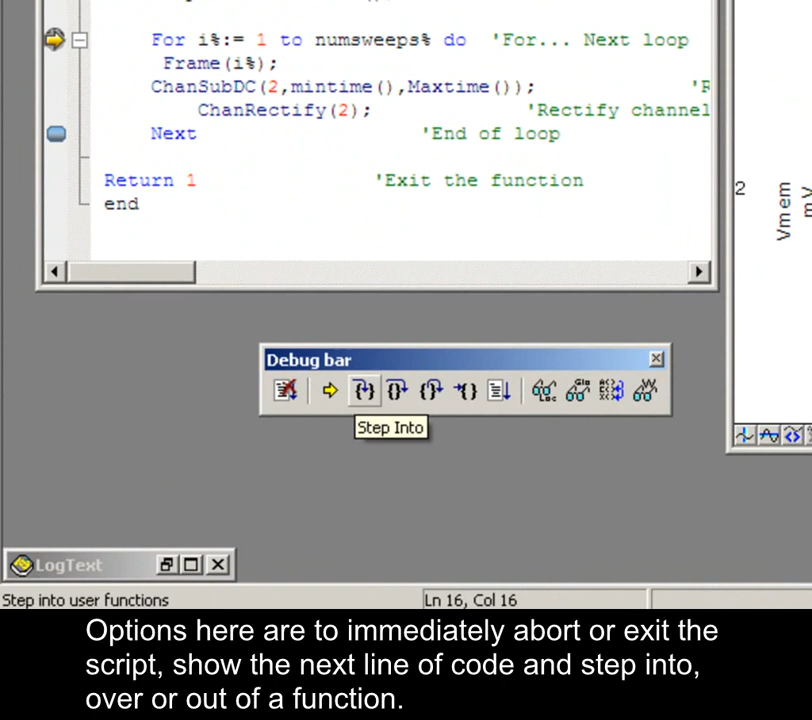 For i%:= 1 to numsweeps% do 'For... Next loop
Frame(i%);
ChanSubDC(2,mintime(),Maxtime()); 'R
ChanRectify(2); 'Rectify channel
Next 'End of loop
Return 1 'Exit the function
end
2
Vmem
mV
Debug bar
Step Into
LogText
Step into user functions
Ln 16, Col 16
Options here are to immediately abort or exit the
script, show the next line of code and step into,
over or out of a function.